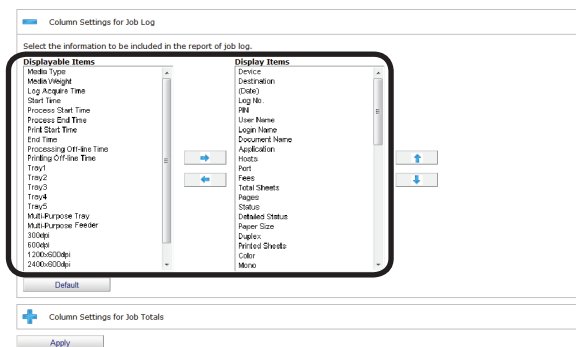 Column Settings for Job Log
Select the information to be included in the report of job log.
Displayable Items
Media Type
Media Weight
Log Acquire Time
Start Time
Process Start Time
Process End Time
Print Start Time
End Time
Processing Off-line Time
Printing Off-line Time
Tray1
Tray2
Tray3
Tray4
Tray5
Multi-Purpose Tray
Multi-Purpose Feeder
300dpi
600dpi
1200x600dpi
2400x600dpi
Display Items
Device
Destination
(Date)
Log No.
PIN
User Name
Login Name
Document Name
Application
Hosts
Port
Fees
Total Sheets
Pages
Status
Detailed Status
Paper Size
Duplex
Printed Sheets
Color
Mono
Default
Column Settings for Job Totals
Apply